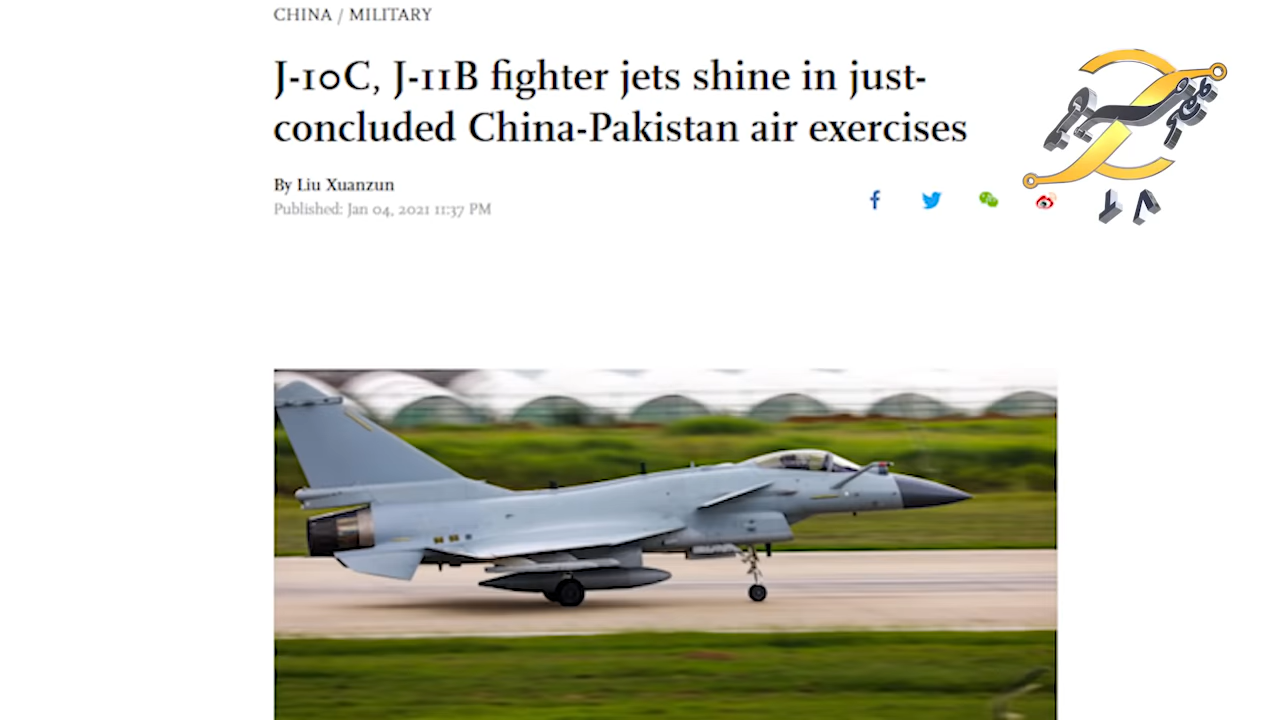 CHINA / MILITARY
J-10C, J-11B fighter jets shine in just-
concluded China-Pakistan air exercises
By Liu Xuanzun
Published: Jan 04, 2021 11:37 PM